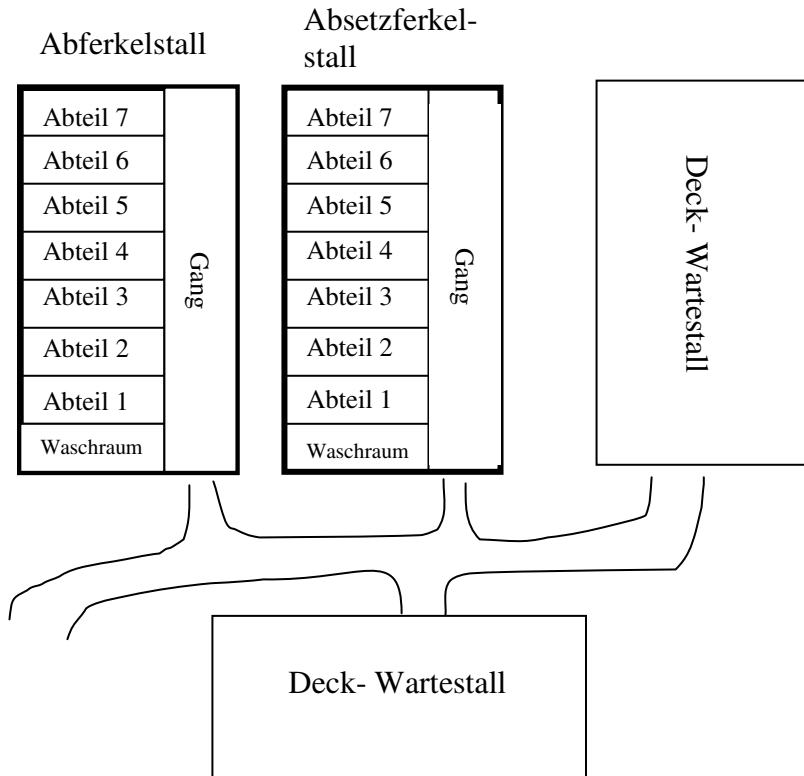 Abferkelstall
Absetzferkel-
stall
Abteil 7
Abteil 6
Abteil 5
Abteil 4
Abteil 3
Abteil 2
Abteil 1
Waschraum
Gang
Abteil 7
Abteil 6
Abteil 5
Abteil 4
Abteil 3
Abteil 2
Abteil 1
Waschraum
Gang
Deck- Wartestall
Deck- Wartestall